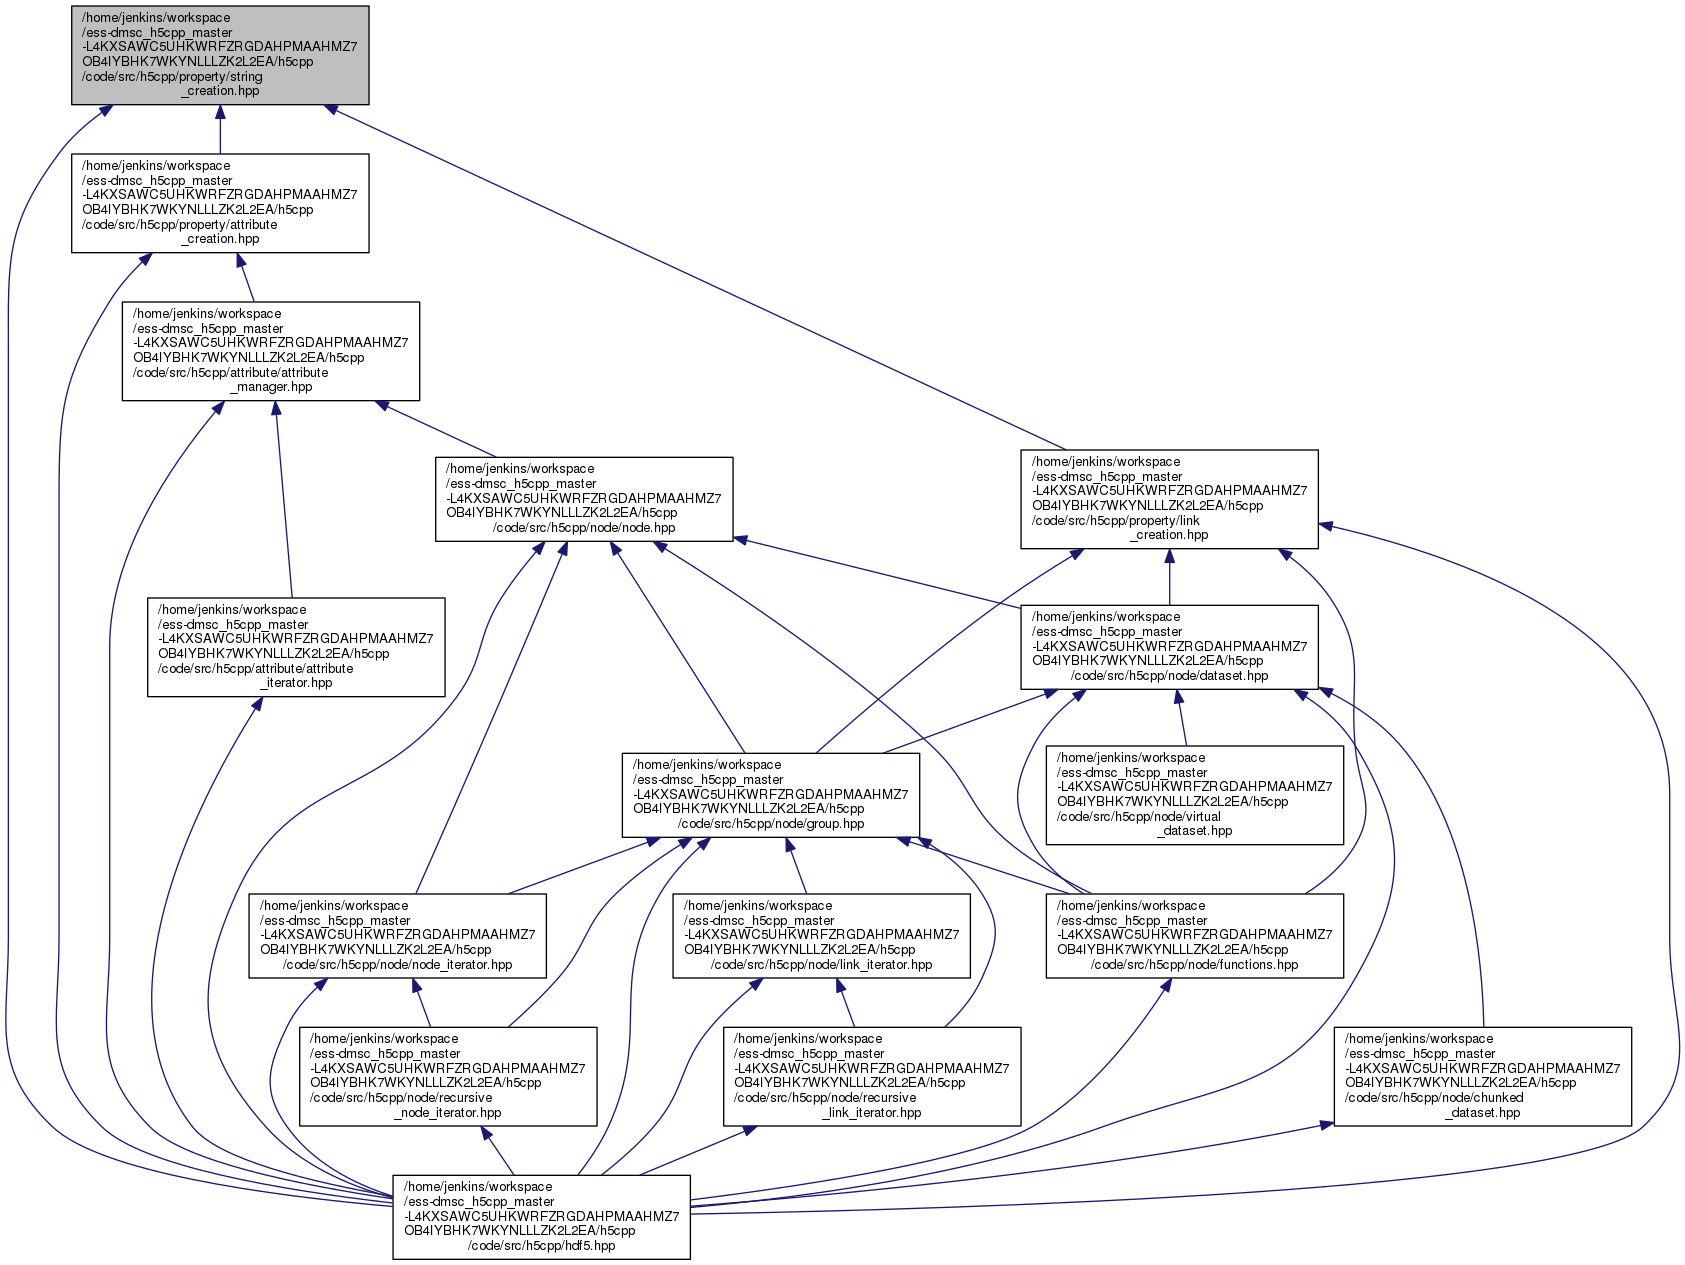 /home/jenkins/workspace
/ess-dmsc_h5cpp_master
-L4KXSAWC5UHKWRFZRGDAHPMAAHMZ7
OB4IYBHK7WKYNLLLZK2L2EA/h5cpp
/code/src/h5cpp/property/string
_creation.hpp
/home/jenkins/workspace
/ess-dmsc_h5cpp_master
-L4KXSAWC5UHKWRFZRGDAHPMAAHMZ7
OB4IYBHK7WKYNLLLZK2L2EA/h5cpp
/code/src/h5cpp/property/attribute
_creation.hpp
/home/jenkins/workspace
/ess-dmsc_h5cpp_master
-L4KXSAWC5UHKWRFZRGDAHPMAAHMZ7
OB4IYBHK7WKYNLLLZK2L2EA/h5cpp
/code/src/h5cpp/attribute/attribute
_manager.hpp
/home/jenkins/workspace
/ess-dmsc_h5cpp_master
-L4KXSAWC5UHKWRFZRGDAHPMAAHMZ7
OB4IYBHK7WKYNLLLZK2L2EA/h5cpp
/code/src/h5cpp/node/node.hpp
/home/jenkins/workspace
/ess-dmsc_h5cpp_master
-L4KXSAWC5UHKWRFZRGDAHPMAAHMZ7
OB4IYBHK7WKYNLLLZK2L2EA/h5cpp
/code/src/h5cpp/property/link
_creation.hpp
/home/jenkins/workspace
/ess-dmsc_h5cpp_master
-L4KXSAWC5UHKWRFZRGDAHPMAAHMZ7
OB4IYBHK7WKYNLLLZK2L2EA/h5cpp
/code/src/h5cpp/attribute/attribute
_iterator.hpp
/home/jenkins/workspace
/ess-dmsc_h5cpp_master
-L4KXSAWC5UHKWRFZRGDAHPMAAHMZ7
OB4IYBHK7WKYNLLLZK2L2EA/h5cpp
/code/src/h5cpp/node/dataset.hpp
/home/jenkins/workspace
/ess-dmsc_h5cpp_master
-L4KXSAWC5UHKWRFZRGDAHPMAAHMZ7
OB4IYBHK7WKYNLLLZK2L2EA/h5cpp
/code/src/h5cpp/node/group.hpp
/home/jenkins/workspace
/ess-dmsc_h5cpp_master
-L4KXSAWC5UHKWRFZRGDAHPMAAHMZ7
OB4IYBHK7WKYNLLLZK2L2EA/h5cpp
/code/src/h5cpp/node/virtual
_dataset.hpp
/home/jenkins/workspace
/ess-dmsc_h5cpp_master
-L4KXSAWC5UHKWRFZRGDAHPMAAHMZ7
OB4IYBHK7WKYNLLLZK2L2EA/h5cpp
/code/src/h5cpp/node/node_iterator.hpp
/home/jenkins/workspace
/ess-dmsc_h5cpp_master
-L4KXSAWC5UHKWRFZRGDAHPMAAHMZ7
OB4IYBHK7WKYNLLLZK2L2EA/h5cpp
/code/src/h5cpp/node/link_iterator.hpp
/home/jenkins/workspace
/ess-dmsc_h5cpp_master
-L4KXSAWC5UHKWRFZRGDAHPMAAHMZ7
OB4IYBHK7WKYNLLLZK2L2EA/h5cpp
/code/src/h5cpp/node/functions.hpp
/home/jenkins/workspace
/ess-dmsc_h5cpp_master
-L4KXSAWC5UHKWRFZRGDAHPMAAHMZ7
OB4IYBHK7WKYNLLLZK2L2EA/h5cpp
/code/src/h5cpp/node/recursive
_node_iterator.hpp
/home/jenkins/workspace
/ess-dmsc_h5cpp_master
-L4KXSAWC5UHKWRFZRGDAHPMAAHMZ7
OB4IYBHK7WKYNLLLZK2L2EA/h5cpp
/code/src/h5cpp/node/recursive
_link_iterator.hpp
/home/jenkins/workspace
/ess-dmsc_h5cpp_master
-L4KXSAWC5UHKWRFZRGDAHPMAAHMZ7
OB4IYBHK7WKYNLLLZK2L2EA/h5cpp
/code/src/h5cpp/node/chunked
_dataset.hpp
/home/jenkins/workspace
/ess-dmsc_h5cpp_master
-L4KXSAWC5UHKWRFZRGDAHPMAAHMZ7
OB4IYBHK7WKYNLLLZK2L2EA/h5cpp
/code/src/h5cpp/hdf5.hpp